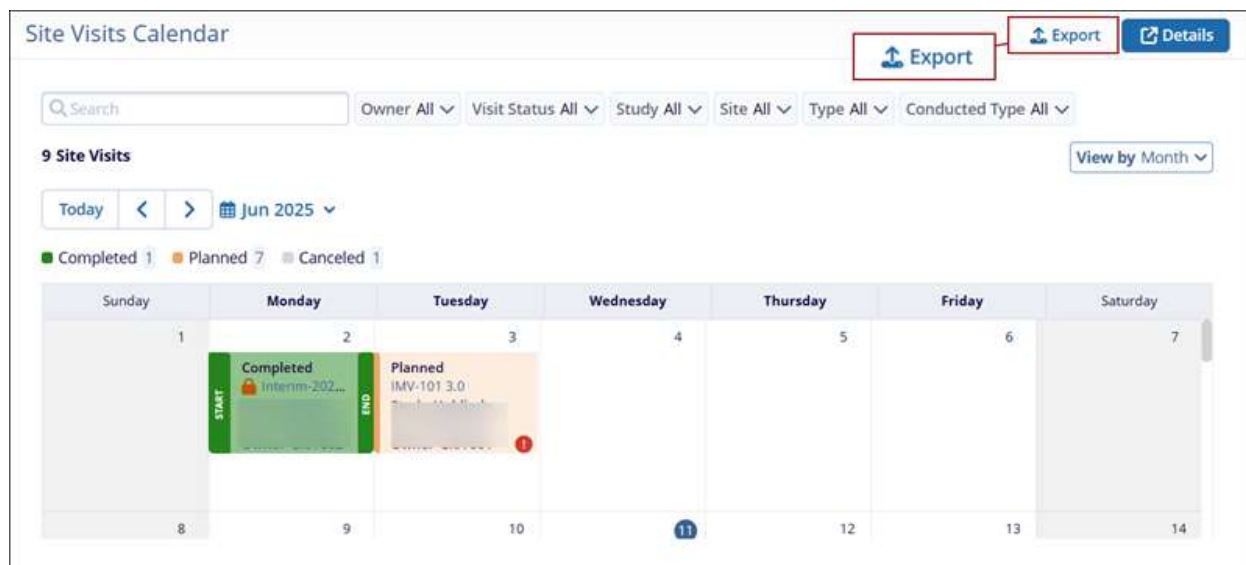 Site Visits Calendar
Export
Export
Details
Search
Owner All
Visit Status All
Study All
Site All
Type All
Conducted Type All
9 Site Visits
View by Month
Today
Jun 2025
Completed 1
Planned 7
Canceled 1
Sunday Monday Tuesday Wednesday Thursday Friday Saturday
1 2 3 4 5 6 7
Completed
Interim-202...
START
END
Planned
IMV-101 3.0
8 9 10 11 12 13 14